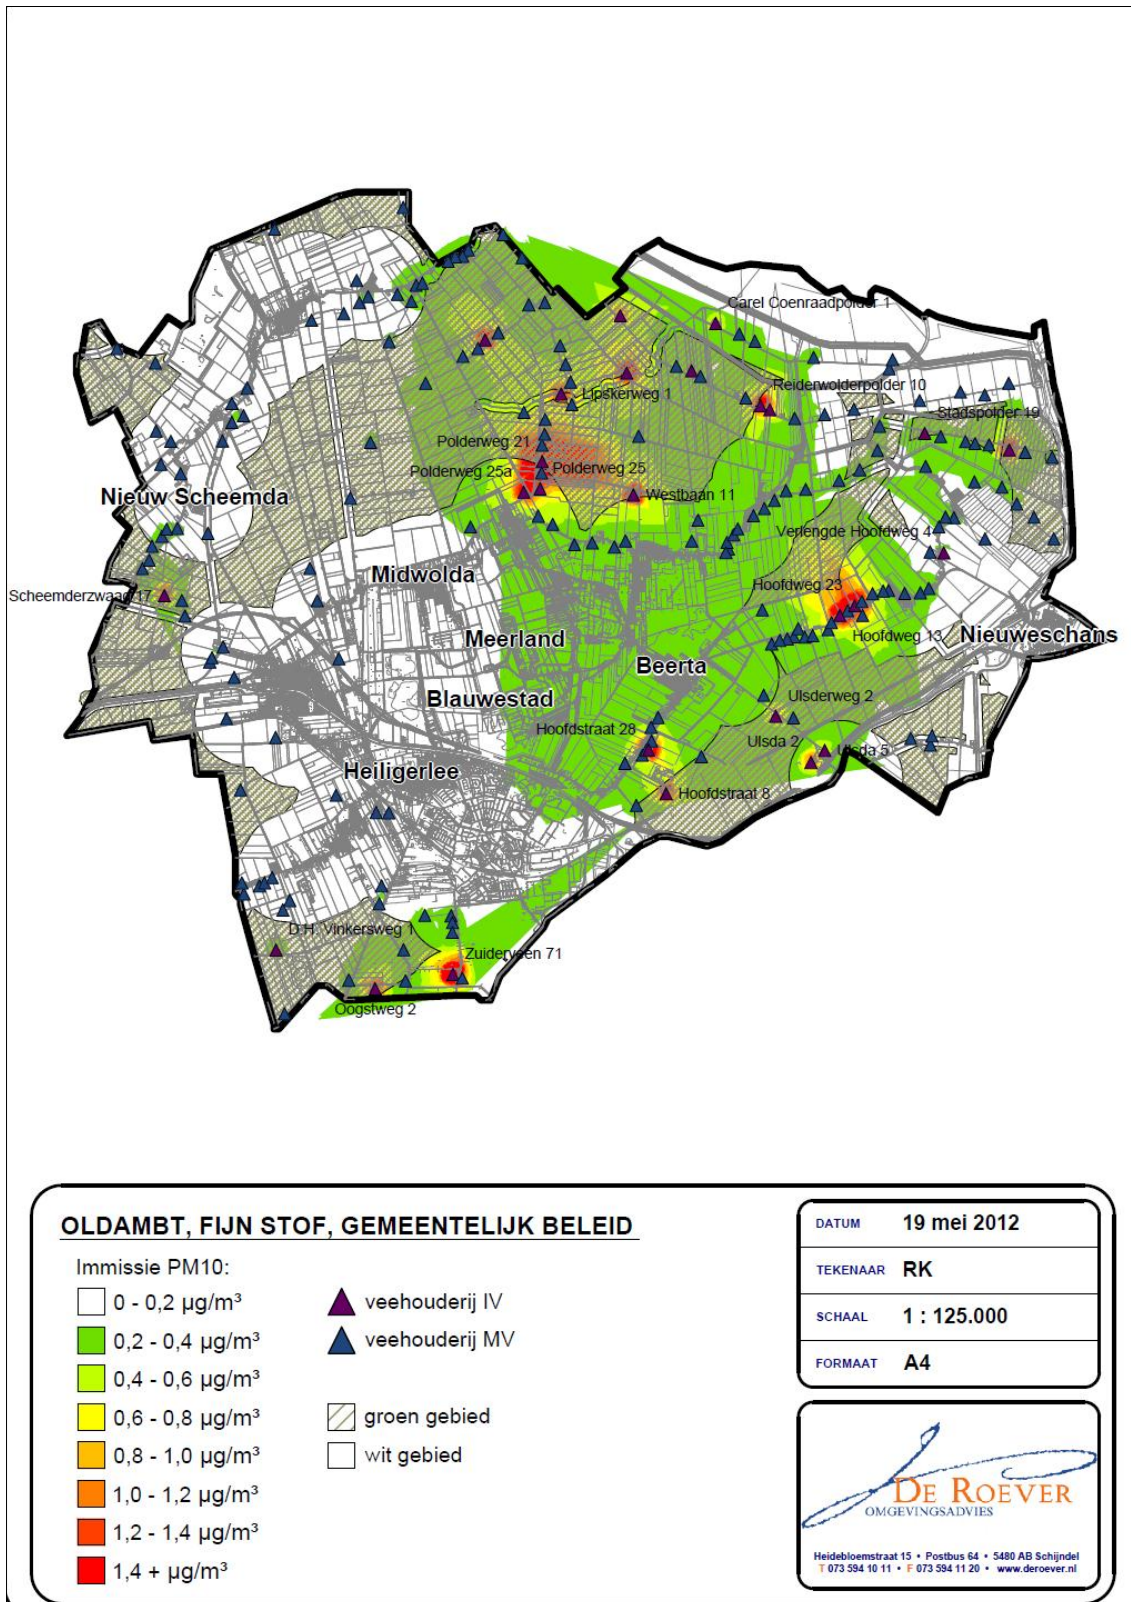 Carel Coenraadpolder 1
Reiderwolderpolder 10
Lipskerweg 1
Stadspolder 19
Polderweg 21
Polderweg 25a
Polderweg 25
Westbaan 11
Nieuw Scheemda
Verlengde Hoofdweg 4
Midwolda
Hoofdweg 23
Scheemderzwaag 17
Meerland
Hoofdweg 13
Nieuweschans
Beerta
Blauwestad
Ulsderweg 2
Hoofdstraat 28
Ulsda 2
Ulsda 5
Heiligerlee
Hoofdstraat 8
D.H. Vinkersweg 1
Zuiderveen 71
Oogstweg 2
OLDAMBT, FIJN STOF, GEMEENTELIJK BELEID
Immissie PM10:
0 - 0,2 µg/m³
0,2 - 0,4 µg/m³
0,4 - 0,6 µg/m³
0,6 - 0,8 µg/m³
0,8 - 1,0 µg/m³
1,0 - 1,2 µg/m³
1,2 - 1,4 µg/m³
1,4 + µg/m³
veehouderij IV
veehouderij MV
groen gebied
wit gebied
DATUM 19 mei 2012
TEKENAAR RK
SCHAAL 1 : 125.000
FORMAAT A4
DE ROEVER
OMGEVINGSADVIES
Heidebloemstraat 15 • Postbus 64 • 5480 AB Schijndel
T 073 594 10 11 • F 073 594 11 20 • www.deroever.nl